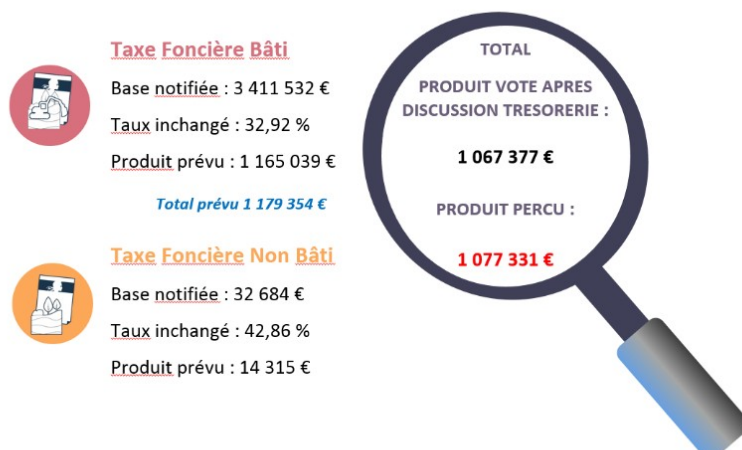 Taxe Foncière Bâti
Base notifiée : 3 411 532 €
Taux inchangé : 32,92 %
Produit prévu : 1 165 039 €
Total prévu 1 179 354 €
Taxe Foncière Non Bâti
Base notifiée : 32 684 €
Taux inchangé : 42,86 %
Produit prévu : 14 315 €
TOTAL
PRODUIT VOTE APRES
DISCUSSION TRESORERIE :
1 067 377 €
PRODUIT PERCU :
1 077 331 €